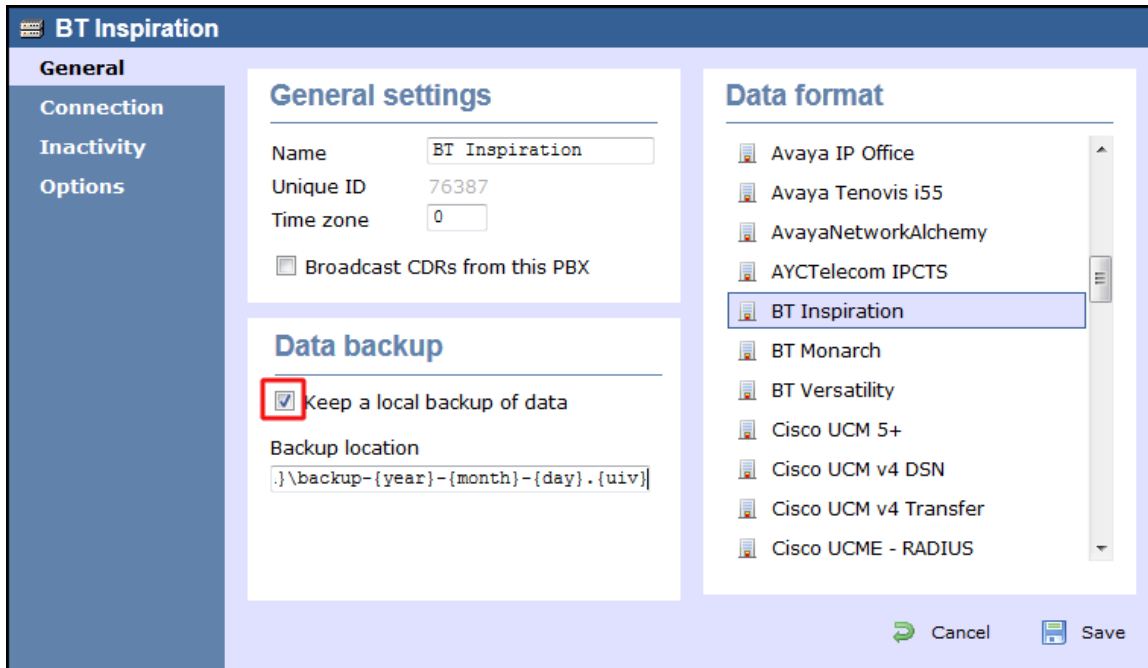 BT Inspiration
General
Connection
Inactivity
Options
General settings
Name BT Inspiration
Unique ID 76387
Time zone 0
Broadcast CDRs from this PBX
Data backup
Keep a local backup of data
Backup location
.}\backup-{year}-{month}-{day}.{uiv}
Data format
Avaya IP Office
Avaya Tenovis i55
AvayaNetworkAlchemy
AYCTelecom IPCTS
BT Inspiration
BT Monarch
BT Versatility
Cisco UCM 5+
Cisco UCM v4 DSN
Cisco UCM v4 Transfer
Cisco UCME - RADIUS
Cancel Save